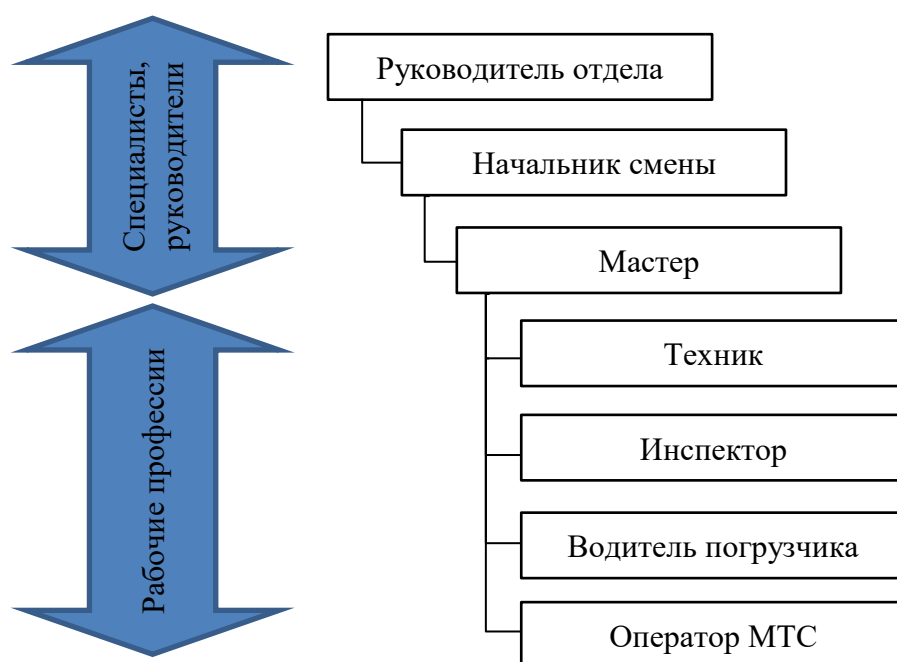 Специалисты,
руководители
Руководитель отдела
Начальник смены
Мастер
Рабочие профессии
Техник
Инспектор
Водитель погрузчика
Оператор МТС